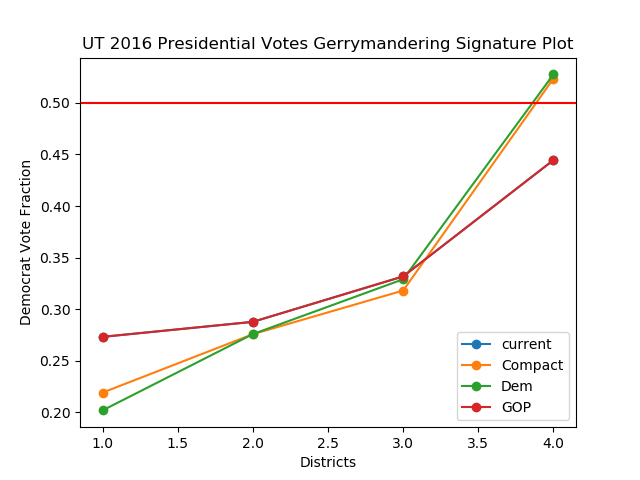 UT 2016 Presidential Votes Gerrymandering Signature Plot
Democrat Vote Fraction
0.50
0.45
0.40
0.35
0.30
0.25
0.20
current
Compact
Dem
GOP
1.0 1.5 2.0 2.5 3.0 3.5 4.0
Districts